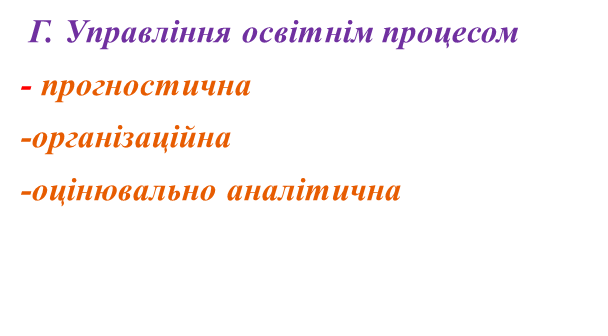 Г. Управління освітнім процесом
- прогностична
-організаційна
-оцінювально аналітична